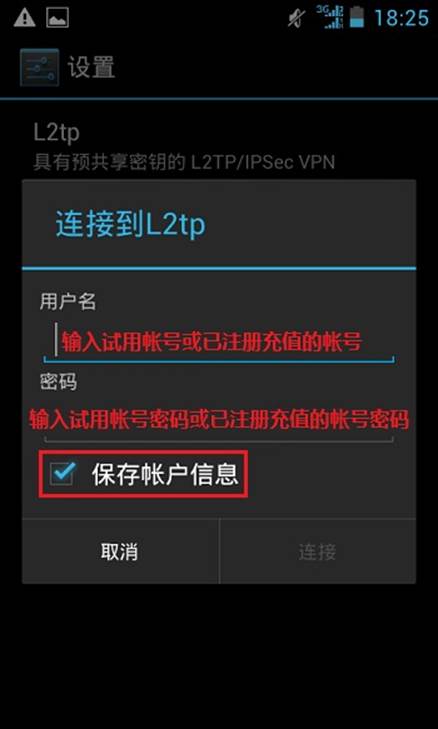 3G 18:25
设置
L2tp
具有预共享密钥的 L2TP/IPSec VPN
连接到L2tp
用户名
输入试用帐号或已注册充值的帐号
密码
输入试用帐号密码或已注册充值的帐号密码
保存帐户信息
取消
连接